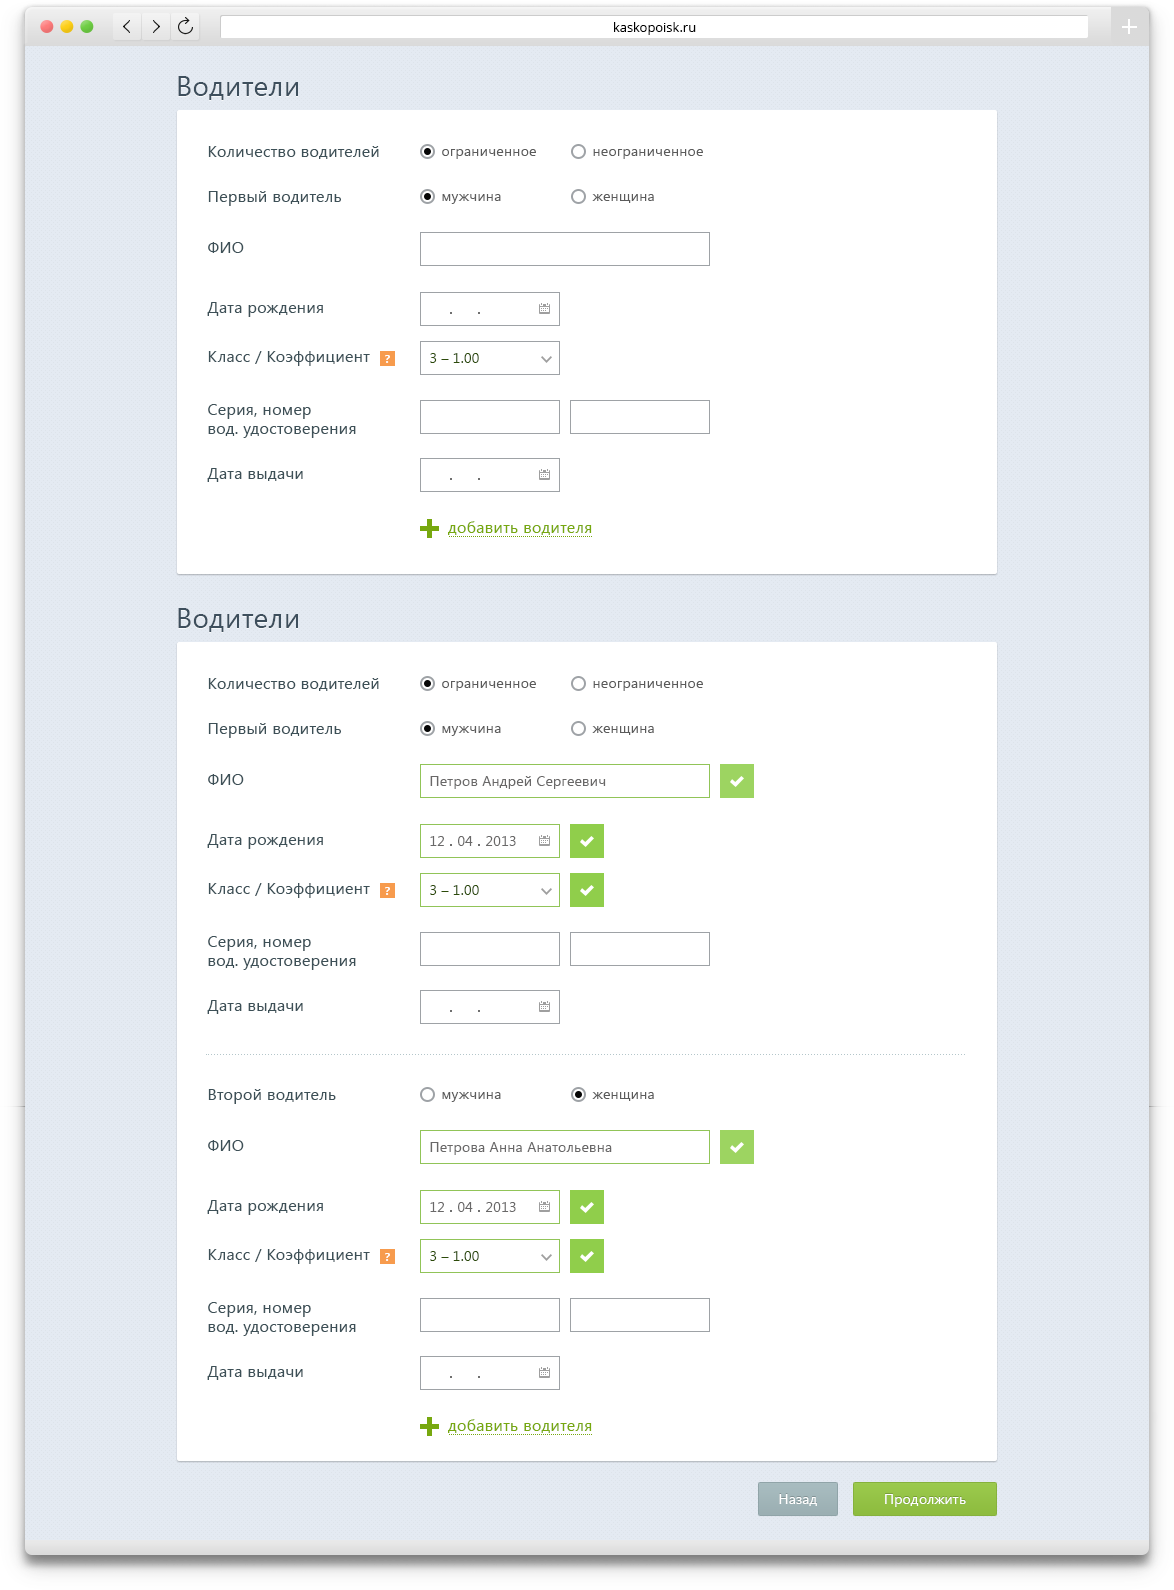 kaskopoisk.ru
Водители
Количество водителей ограниченное неограниченное
Первый водитель мужчина женщина
ФИО
Дата рождения . .
Класс / Коэффициент ? 3 – 1.00
Серия, номер
вод. удостоверения
Дата выдачи . .
добавить водителя
Водители
Количество водителей ограниченное неограниченное
Первый водитель мужчина женщина
ФИО Петров Андрей Сергеевич
Дата рождения 12 . 04 . 2013
Класс / Коэффициент ? 3 – 1.00
Серия, номер
вод. удостоверения
Дата выдачи . .
Второй водитель мужчина женщина
ФИО Петрова Анна Анатольевна
Дата рождения 12 . 04 . 2013
Класс / Коэффициент ? 3 – 1.00
Серия, номер
вод. удостоверения
Дата выдачи . .
добавить водителя
Назад Продолжить